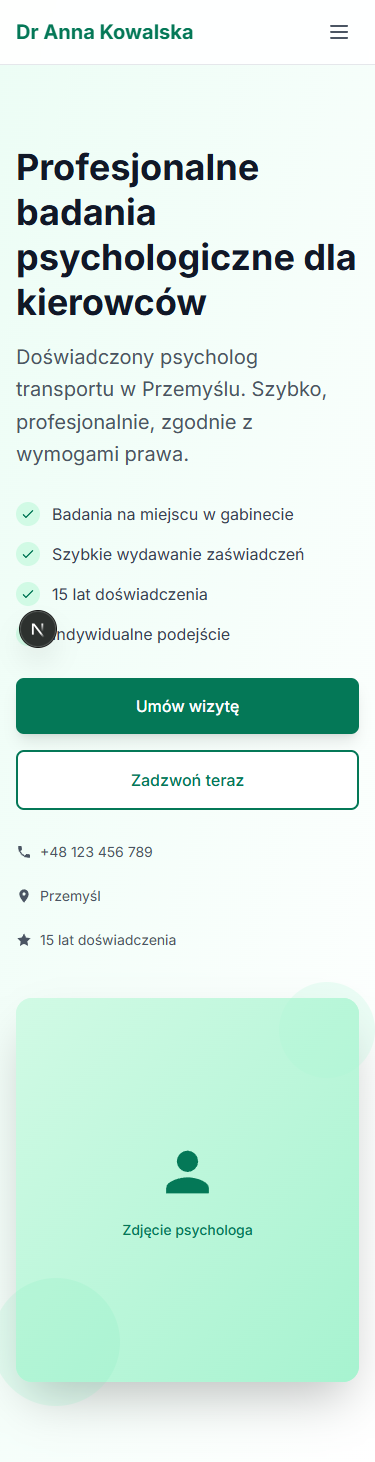 Dr Anna Kowalska
Profesjonalne
badania
psychologiczne dla
kierowców
Doświadczony psycholog
transportu w Przemyślu. Szybko,
profesjonalnie, zgodnie z
wymogami prawa.
Badania na miejscu w gabinecie
Szybkie wydawanie zaświadczeń
15 lat doświadczenia
N
Indywidualne podejście
Umów wizytę
Zadzwoń teraz
+48 123 456 789
Przemyśl
15 lat doświadczenia
Zdjęcie psychologa